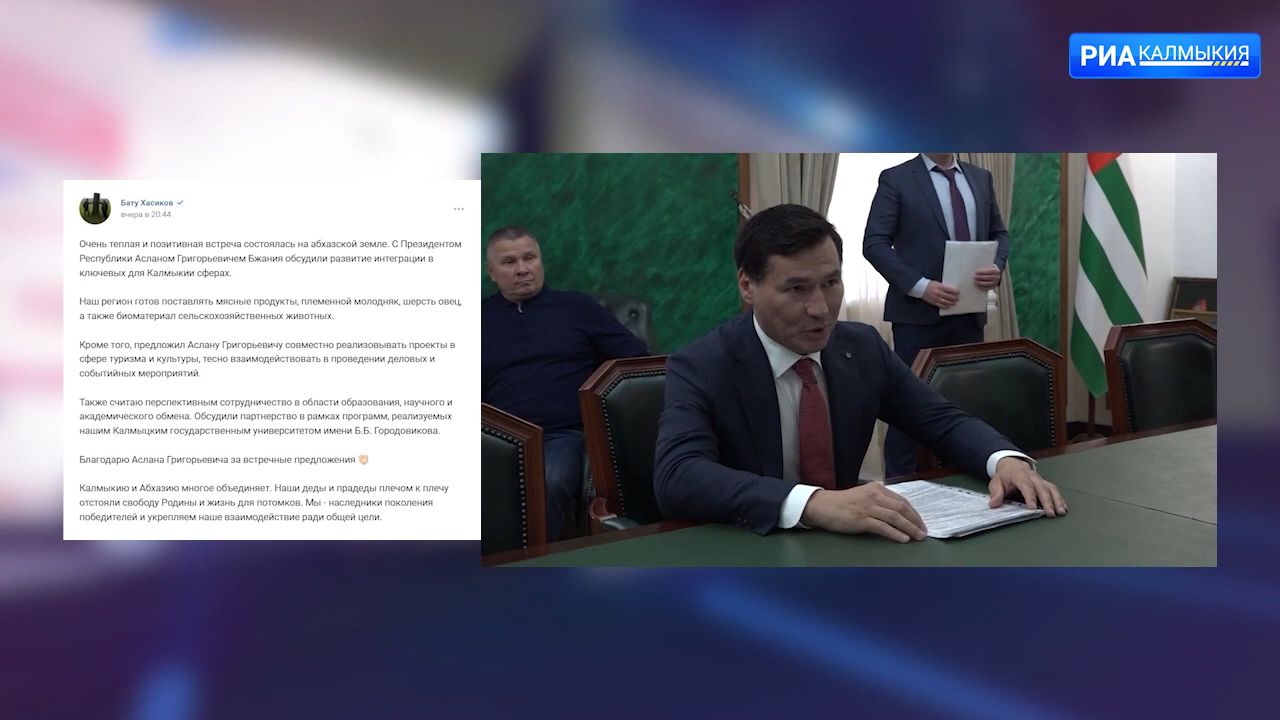 РИА КАЛМЫКИЯ
Бату Хасиков
вчера в 20:44
Очень теплая и позитивная встреча состоялась на абхазской земле. С Президентом
Республики Асланом Григорьевичем Бжания обсудили развитие интеграции в
ключевых для Калмыкии сферах.
Наш регион готов поставлять мясные продукты, племенной молодняк, шерсть овец,
а также биоматериал сельскохозяйственных животных.
Кроме того, предложил Аслану Григорьевичу совместно реализовывать проекты в
сфере туризма и культуры, тесно взаимодействовать в проведении деловых и
событийных мероприятий.
Также считаю перспективным сотрудничество в области образования, научного и
академического обмена. Обсудили партнерство в рамках программ, реализуемых
нашим Калмыцким государственным университетом имени Б.Б. Городовикова.
Благодарю Аслана Григорьевича за встречные предложения
Калмыкию и Абхазию многое объединяет. Наши деды и прадеды плечом к плечу
отстояли свободу Родины и жизнь для потомков. Мы - наследники поколения
победителей и укрепляем наше взаимодействие ради общей цели.